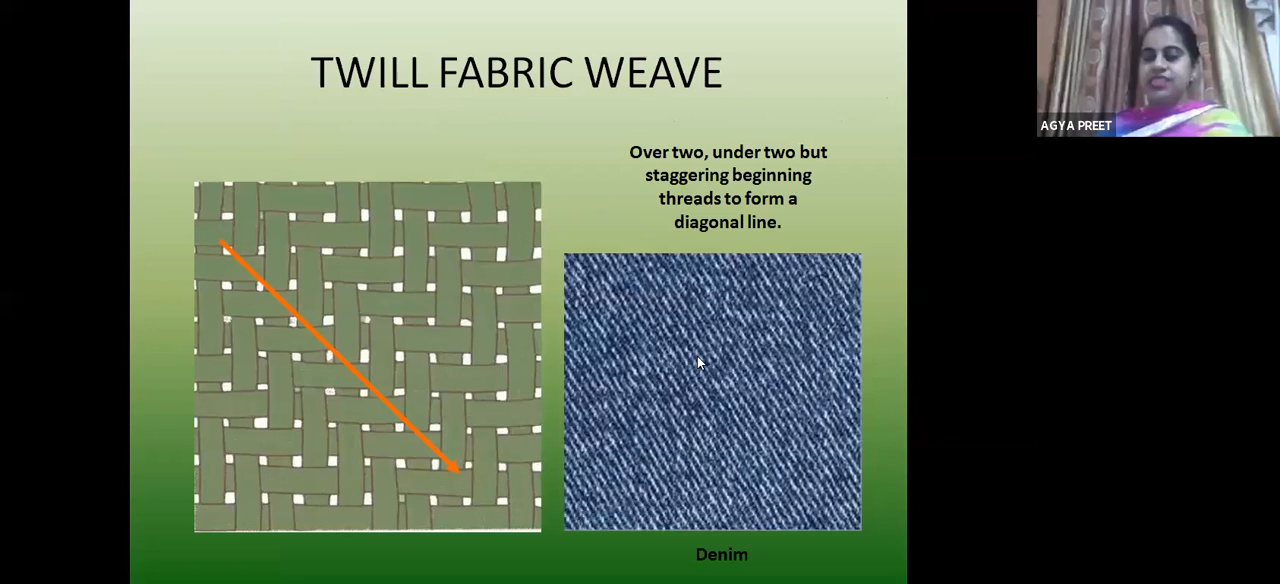 TWILL FABRIC WEAVE
AGYA PREET
Over two, under two but
staggering beginning
threads to form a
diagonal line.
Denim